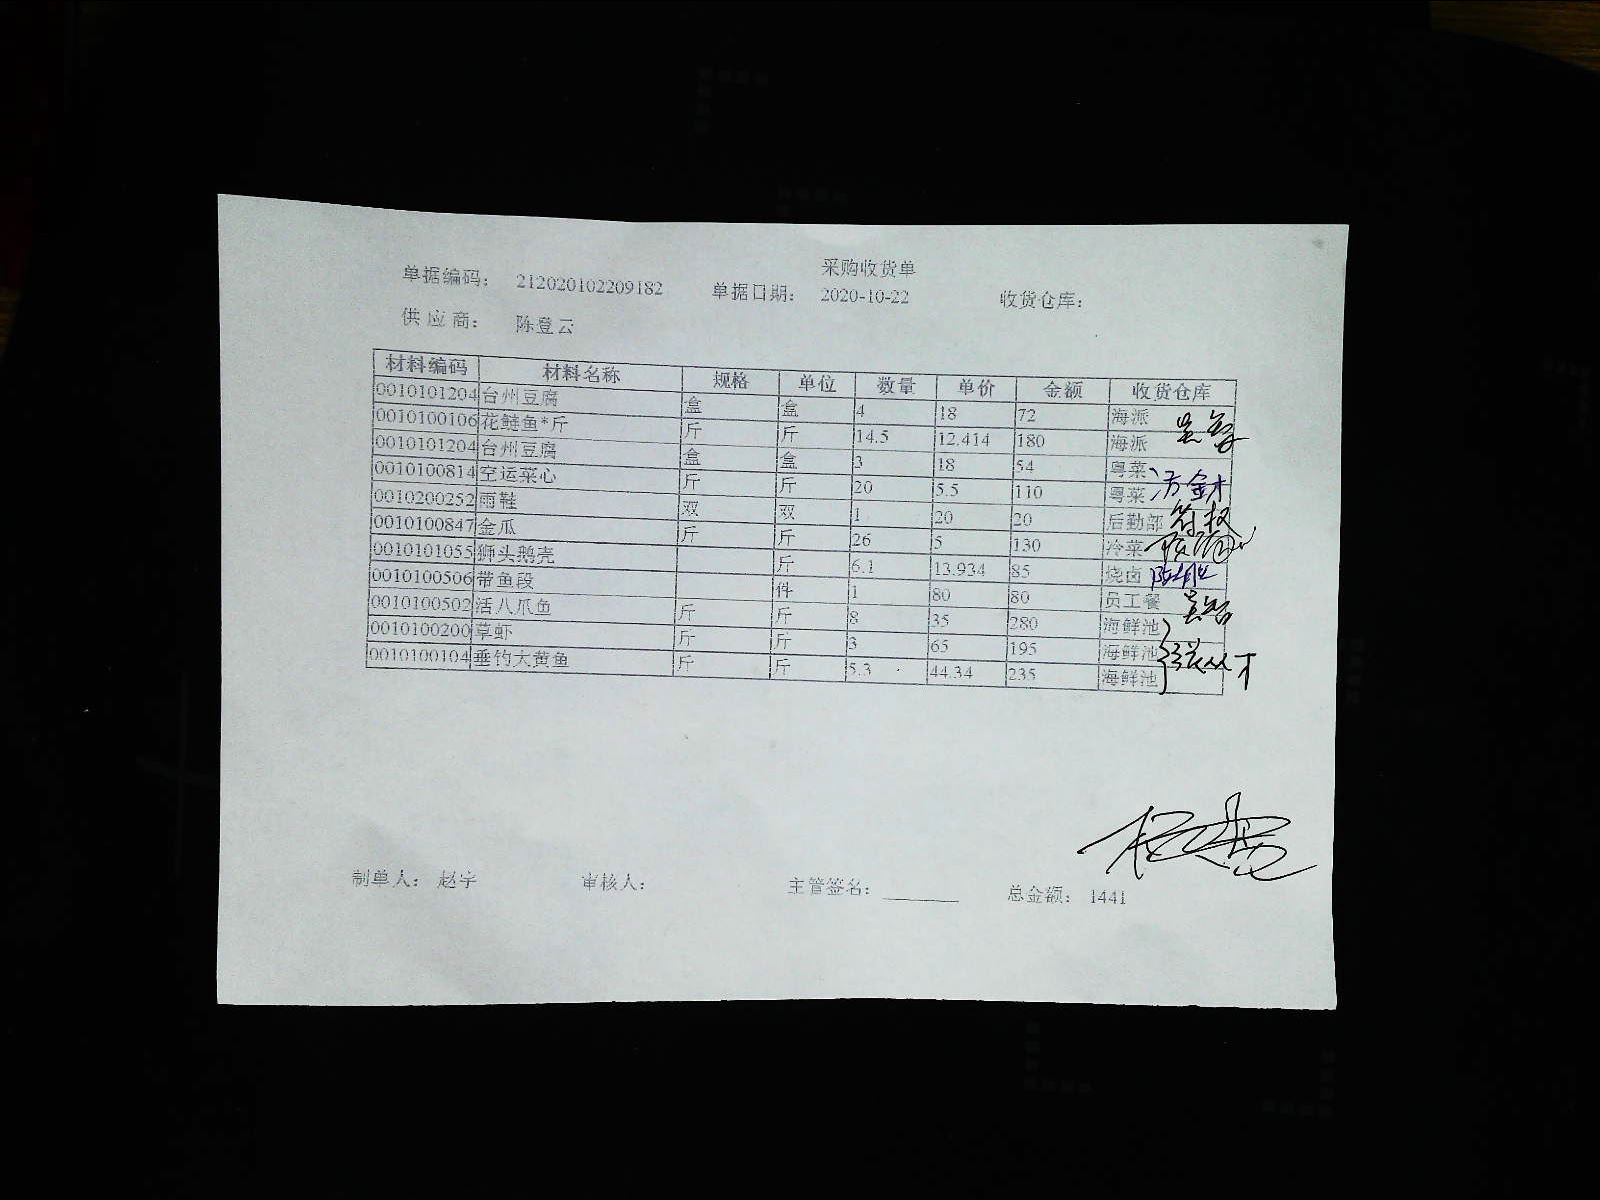 采购收货单
单据编码： 212020102209182 单据日期： 2020-10-22 收货仓库：
供 应 商： 陈登云
材料编码 材料名称 规格 单位 数量 单价 金额 收货仓库
0010101204 台州豆腐 盒 盒 4 18 72 海派
0010100106 花鲢鱼*斤 斤 斤 14.5 12.414 180 海派
0010101204 台州豆腐 盒 盒 3 18 54 粤菜
0010100814 空运菜心 斤 斤 20 5.5 110 粤菜
0010200252 雨鞋 双 双 1 20 20 后勤部
0010100847 金瓜 斤 斤 26 5 130 冷菜
0010101055 狮头鹅壳 斤 6.1 13.934 85 烧卤
0010100506 带鱼段 件 1 80 80 员工餐
0010100502 活八爪鱼 斤 斤 8 35 280 海鲜池
0010100200 草虾 斤 斤 3 65 195 海鲜池
0010100104 垂钓大黄鱼 斤 斤 5.3 44.34 235 海鲜池
制单人： 赵宇 审核人： 主管签名： 总金额： 1441